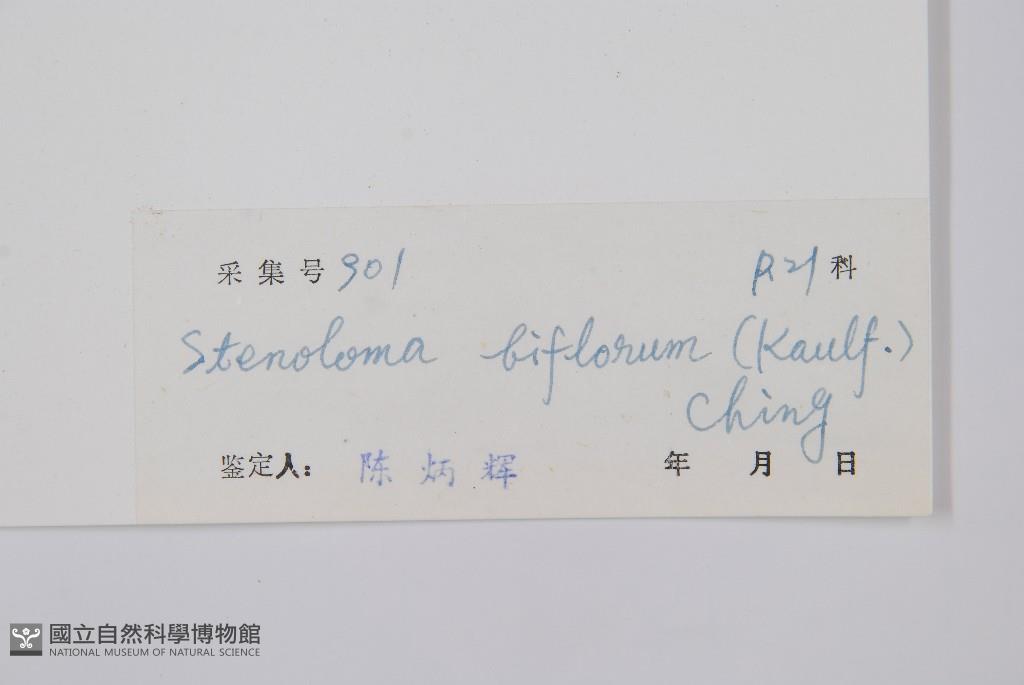 采集号 901 P.21 科
Stenoloma biflorum (Kaulf.)
Ching
鉴定人： 陈炳辉 年 月 日
國立自然科學博物館
NATIONAL MUSEUM OF NATURAL SCIENCE